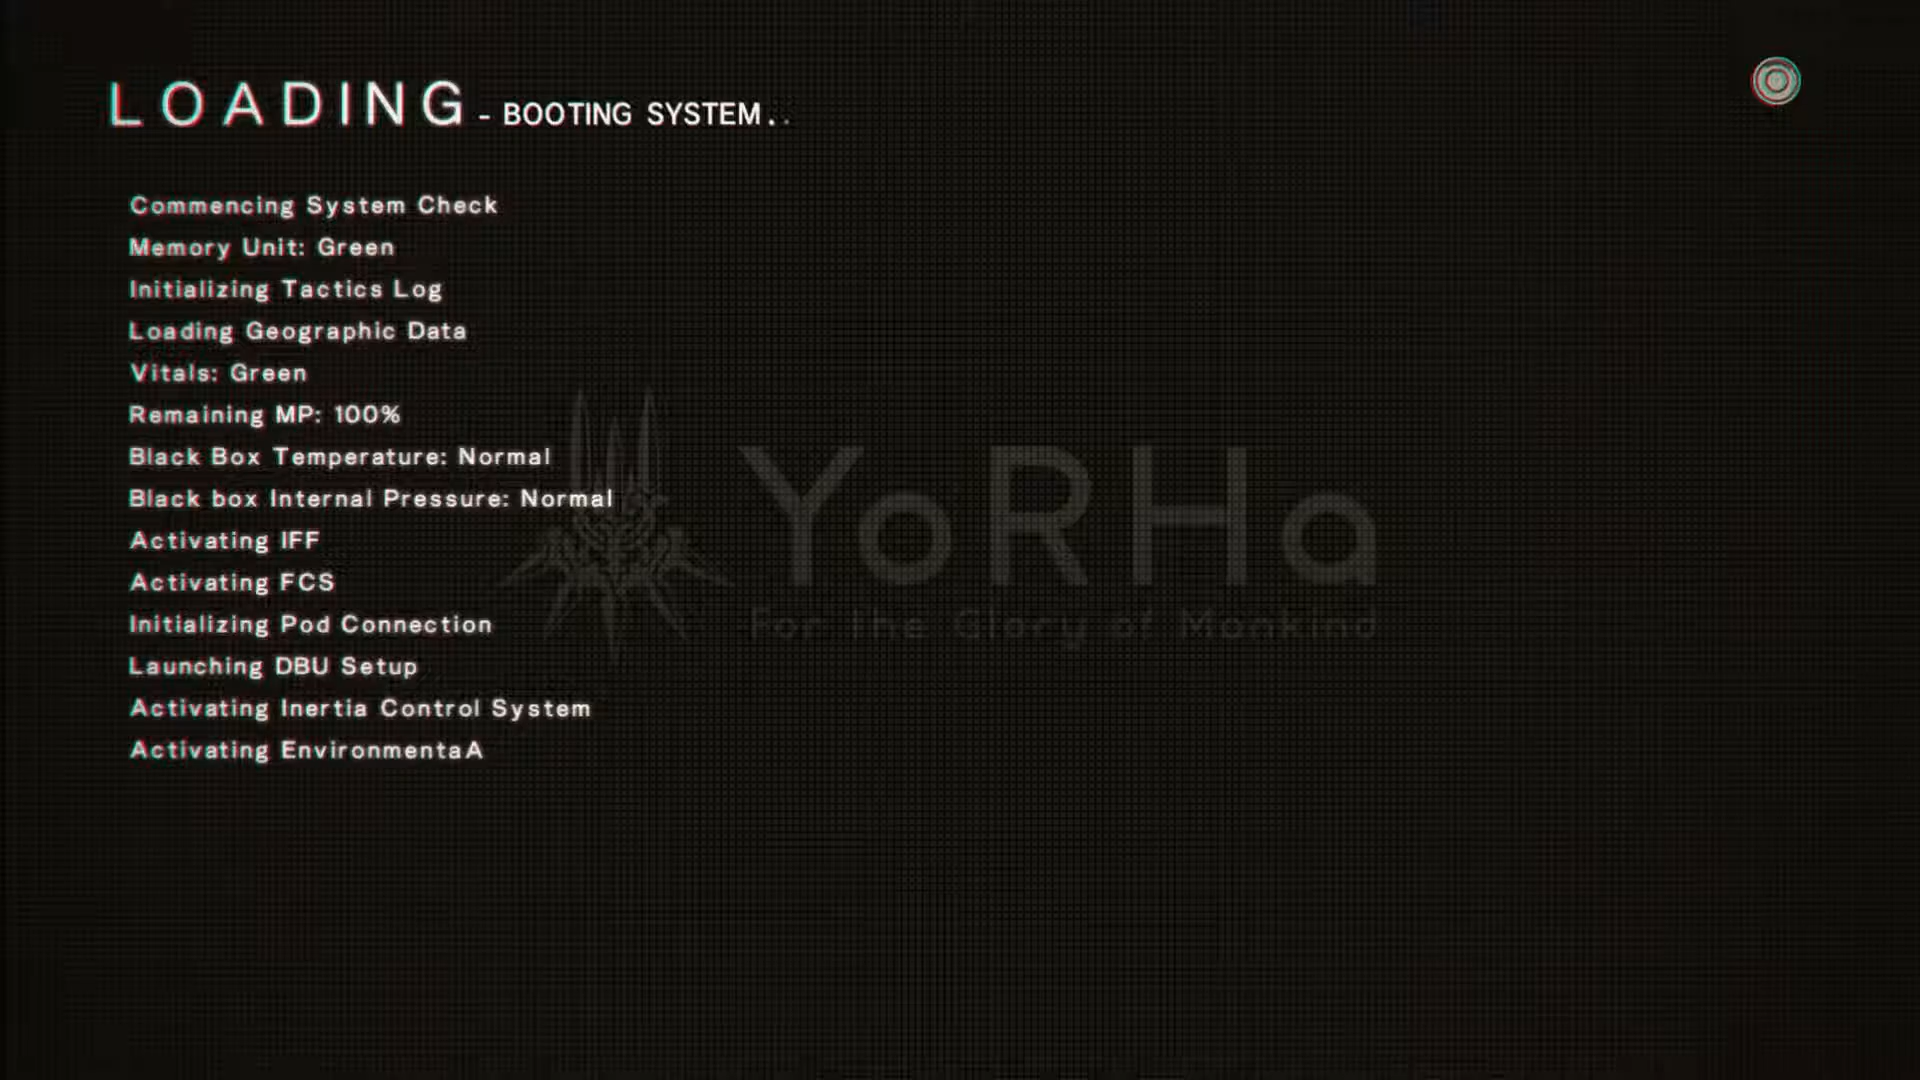 LOADING - BOOTING SYSTEM..
Commencing System Check
Memory Unit: Green
Initializing Tactics Log
Loading Geographic Data
Vitals: Green
Remaining MP: 100%
Black Box Temperature: Normal
Black box Internal Pressure: Normal
Activating IFF
Activating FCS
Initializing Pod Connection
Launching DBU Setup
Activating Inertia Control System
Activating EnvironmentaA
YoRHa
For the Glory of Mankind